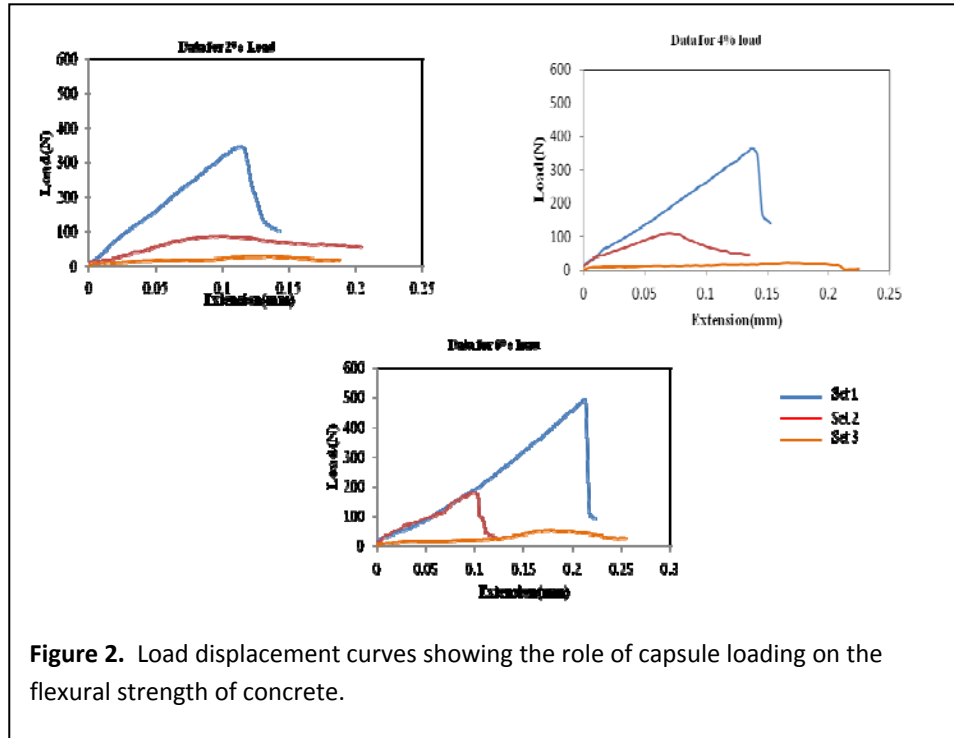 Data for 2% Load
600
500
400
300
200
100
0
Load(N)
0 0.05 0.1 0.15 0.2 0.25
Extension(mm)
Data for 4% load
600
500
400
300
200
100
0
Load(N)
0 0.05 0.1 0.15 0.2 0.25
Extension(mm)
Data for 6% load
600
500
400
300
200
100
0
Load(N)
0 0.05 0.1 0.15 0.2 0.25 0.3
Extension(mm)
Set 1
Set 2
Set 3
Figure 2. Load displacement curves showing the role of capsule loading on the
flexural strength of concrete.